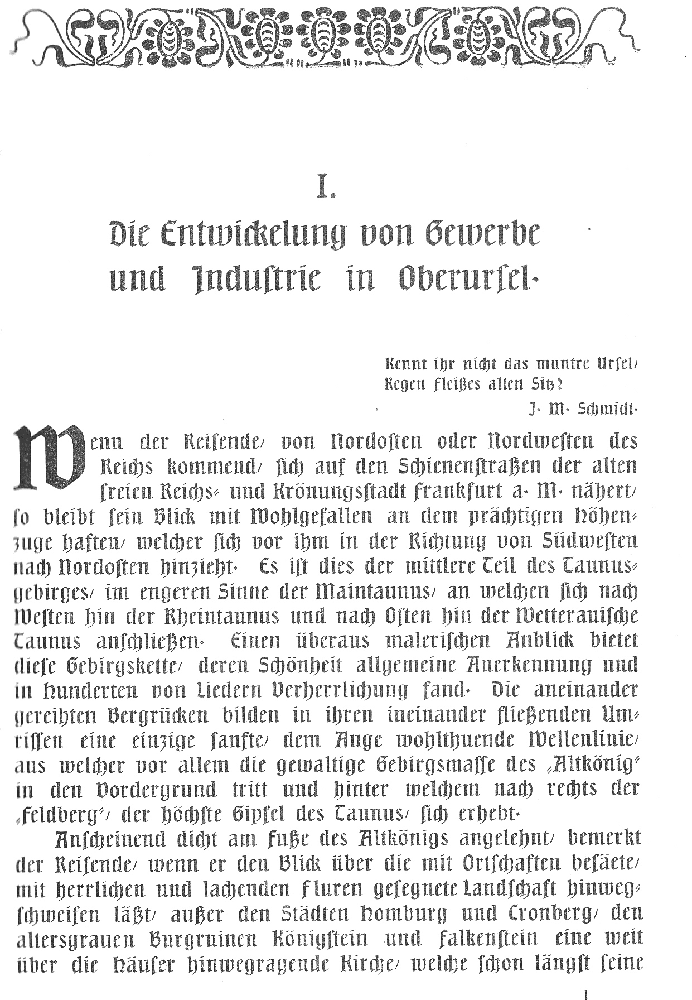 I.
Die Entwickelung von Gewerbe
und Induſtrie in Oberurſel.
Kennt ihr nicht das muntre Urſel,
Regen Fleißes alten Sitz?
J. M. Schmidt.
Wenn der Reiſende, von Nordoſten oder Nordweſten des
Reichs kommend, ſich auf den Schienenſtraßen der alten
freien Reichs- und Krönungsſtadt Frankfurt a. M. nähert,
ſo bleibt ſein Blick mit Wohlgefallen an dem prächtigen Höhen-
zuge haften, welcher ſich vor ihm in der Richtung von Südweſten
nach Nordoſten hinzieht. Es iſt dies der mittlere Teil des Taunus-
gebirges, im engeren Sinne der Maintaunus, an welchen ſich nach
Weſten hin der Rheintaunus und nach Oſten hin der Wetterauiſche
Taunus anſchließen. Einen überaus maleriſchen Anblick bietet
dieſe Gebirgskette, deren Schönheit allgemeine Anerkennung und
in Hunderten von Liedern Verherrlichung fand. Die aneinander
gereihten Bergrücken bilden in ihren ineinander fließenden Um-
riſſen eine einzige ſanfte, dem Auge wohlthuende Wellenlinie,
aus welcher vor allem die gewaltige Gebirgsmaſſe des „Altkönig"
in den Vordergrund tritt und hinter welchem nach rechts der
„Feldberg", der höchſte Gipfel des Taunus, ſich erhebt.
Anſcheinend dicht am Fuße des Altkönigs angelehnt, bemerkt
der Reiſende, wenn er den Blick über die mit Ortſchaften beſäete,
mit herrlichen und lachenden Fluren geſegnete Landſchaft hinweg-
ſchweifen läßt, außer den Städten Homburg und Cronberg, den
altersgrauen Burgruinen Königſtein und Falkenſtein eine weit
über die Häuſer hinwegragende Kirche, welche ſchon längſt ſeine
1